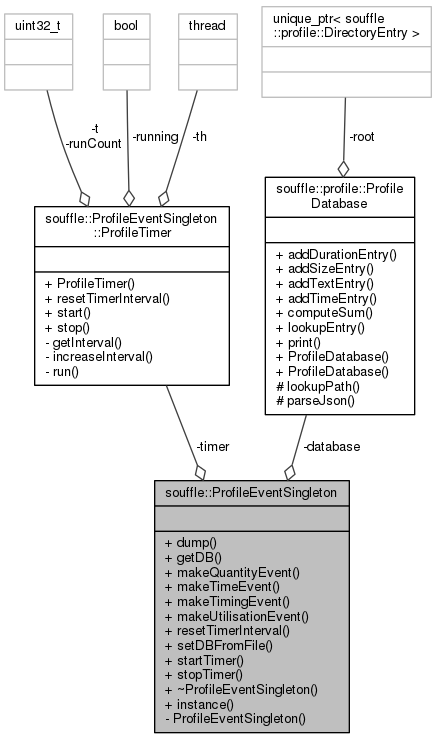 uint32_t
bool
thread
unique_ptr< souffle
::profile::DirectoryEntry >
-t
-runCount
-running
-th
-root
souffle::ProfileEventSingleton
::ProfileTimer
+ ProfileTimer()
+ resetTimerInterval()
+ start()
+ stop()
- getInterval()
- increaseInterval()
- run()
souffle::profile::Profile
Database
+ addDurationEntry()
+ addSizeEntry()
+ addTextEntry()
+ addTimeEntry()
+ computeSum()
+ lookupEntry()
+ print()
+ ProfileDatabase()
+ ProfileDatabase()
# lookupPath()
# parseJson()
-timer
-database
souffle::ProfileEventSingleton
+ dump()
+ getDB()
+ makeQuantityEvent()
+ makeTimeEvent()
+ makeTimingEvent()
+ makeUtilisationEvent()
+ resetTimerInterval()
+ setDBFromFile()
+ startTimer()
+ stopTimer()
+ ~ProfileEventSingleton()
+ instance()
- ProfileEventSingleton()